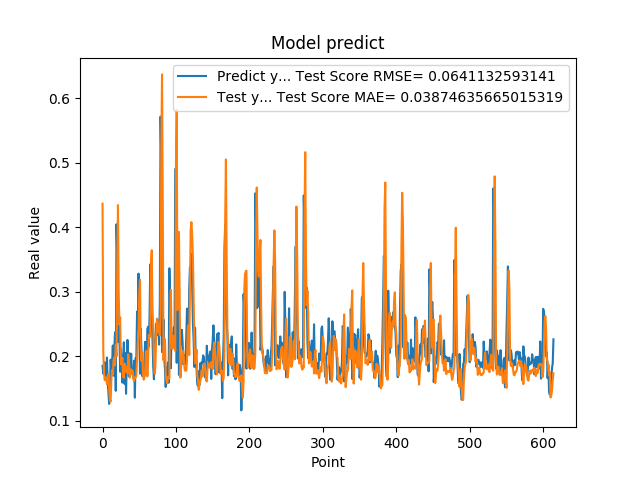 Model predict
Predict y... Test Score RMSE= 0.0641132593141
Test y... Test Score MAE= 0.03874635665015319
Real value
0.6
0.5
0.4
0.3
0.2
0.1
0 100 200 300 400 500 600
Point